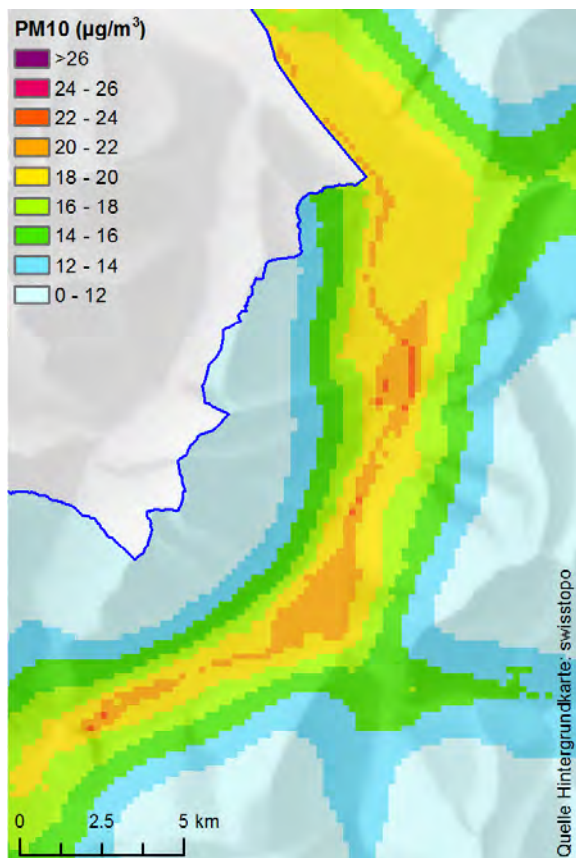 PM10 (µg/m³)
>26
24 - 26
22 - 24
20 - 22
18 - 20
16 - 18
14 - 16
12 - 14
0 - 12
0 2.5 5 km
Quelle Hintergrundkarte: swisstopo